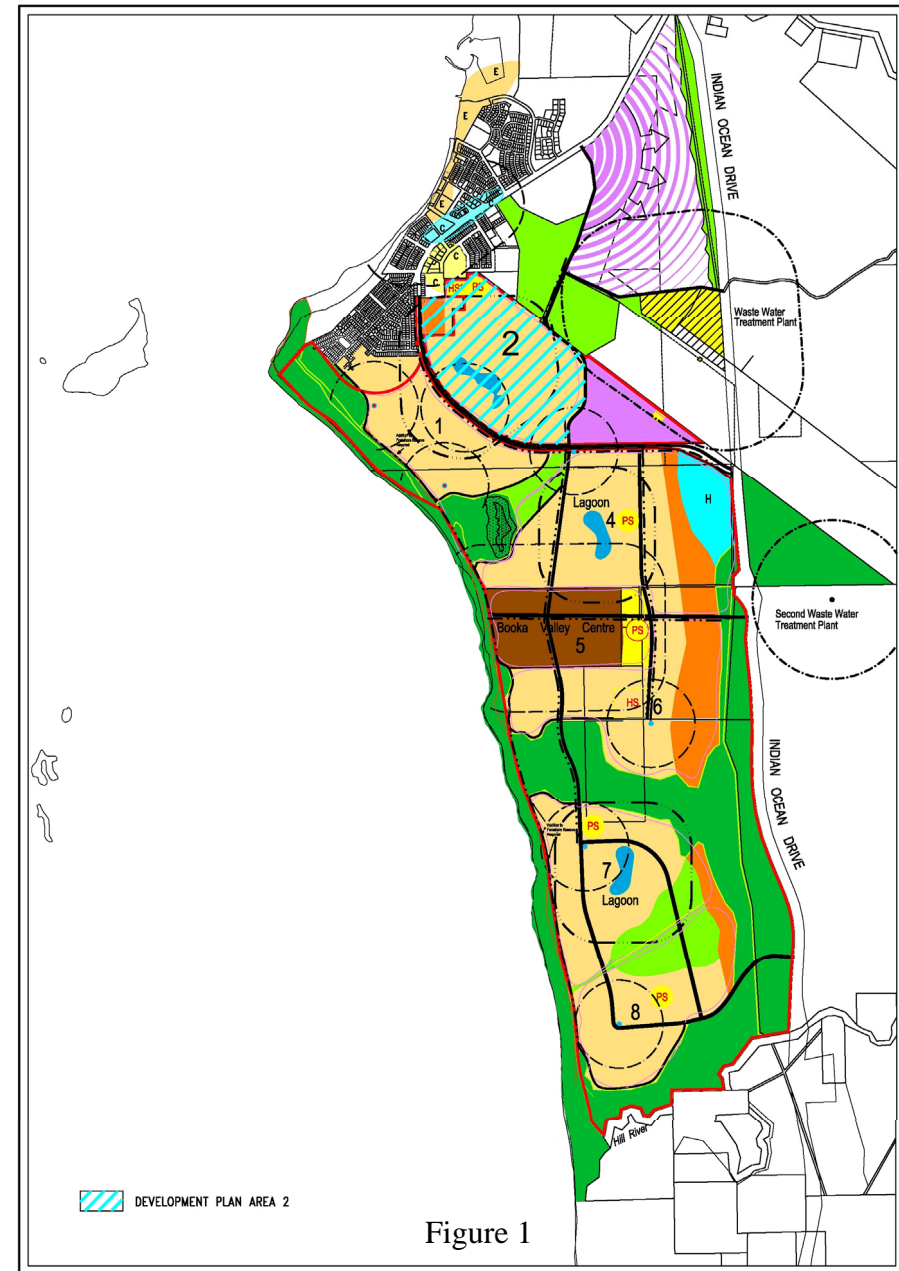 E
INDIAN OCEAN DRIVE
E
E
C
C
C
HS
PS
2
Waste Water
Treatment Plant
1
Lagoon
4
PS
H
Second Waste Water
Treatment Plant
Booka Valley Centre
PS
5
HS
6
INDIAN OCEAN DRIVE
PS
7
Lagoon
PS
8
Hill River
DEVELOPMENT PLAN AREA 2
Figure 1